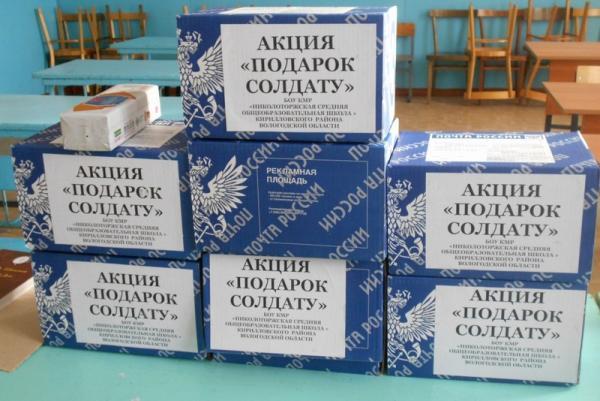 АКЦИЯ
«ПОДАРОК
СОЛДАТУ»
БОУ КМР
«НИКОЛОТОРЖСКАЯ СРЕДНЯЯ
ОБЩЕОБРАЗОВАТЕЛЬНАЯ ШКОЛА»
КИРИЛЛОВСКОГО РАЙОНА
ВОЛОГОДСКОЙ ОБЛАСТИ
АКЦИЯ
«ПОДАРОК
СОЛДАТУ»
БОУ КМР
«НИКОЛОТОРЖСКАЯ СРЕДНЯЯ
ОБЩЕОБРАЗОВАТЕЛЬНАЯ ШКОЛА»
КИРИЛЛОВСКОГО РАЙОНА
ВОЛОГОДСКОЙ ОБЛАСТИ
РЕКЛАМНАЯ
ПЛОЩАДЬ
ПОЧТА РОССИИ
ПОЧТА РОССИИ
АКЦИЯ
«ПОДАРОК
СОЛДАТУ»
БОУ КМР
«НИКОЛОТОРЖСКАЯ СРЕДНЯЯ
ОБЩЕОБРАЗОВАТЕЛЬНАЯ ШКОЛА»
КИРИЛЛОВСКОГО РАЙОНА
ВОЛОГОДСКОЙ ОБЛАСТИ
АКЦИЯ
«ПОДАРОК
СОЛДАТУ»
БОУ КМР
«НИКОЛОТОРЖСКАЯ СРЕДНЯЯ
ОБЩЕОБРАЗОВАТЕЛЬНАЯ ШКОЛА»
КИРИЛЛОВСКОГО РАЙОНА
ВОЛОГОДСКОЙ ОБЛАСТИ
АКЦИЯ
«ПОДАРОК
СОЛДАТУ»
БОУ КМР
«НИКОЛОТОРЖСКАЯ СРЕДНЯЯ
ОБЩЕОБРАЗОВАТЕЛЬНАЯ ШКОЛА»
КИРИЛЛОВСКОГО РАЙОНА
ВОЛОГОДСКОЙ ОБЛАСТИ
АКЦИЯ
«ПОДАРОК
СОЛДАТУ»
БОУ КМР
«НИКОЛОТОРЖСКАЯ СРЕДНЯЯ
ОБЩЕОБРАЗОВАТЕЛЬНАЯ ШКОЛА»
КИРИЛЛОВСКОГО РАЙОНА
ВОЛОГОДСКОЙ ОБЛАСТИ